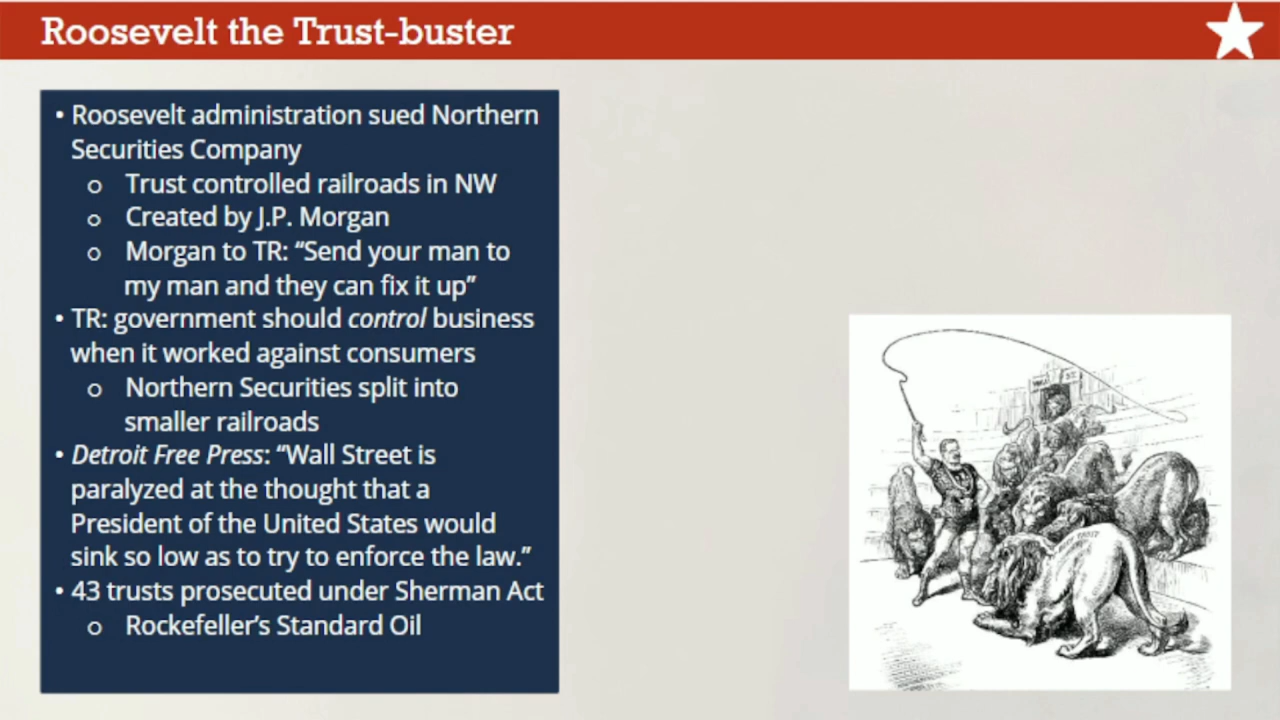 Roosevelt the Trust-buster
• Roosevelt administration sued Northern
Securities Company
o Trust controlled railroads in NW
o Created by J.P. Morgan
o Morgan to TR: “Send your man to
my man and they can fix it up”
• TR: government should control business
when it worked against consumers
o Northern Securities split into
smaller railroads
• Detroit Free Press: “Wall Street is
paralyzed at the thought that a
President of the United States would
sink so low as to try to enforce the law.”
• 43 trusts prosecuted under Sherman Act
o Rockefeller’s Standard Oil
WALL ST
TRUST